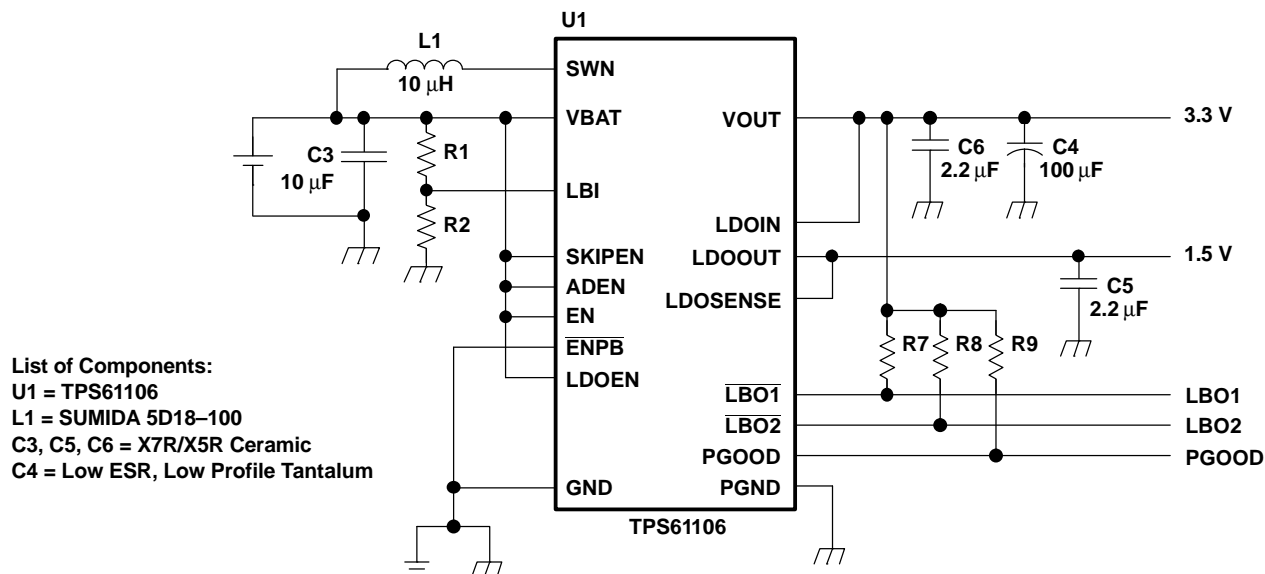 U1
L1
10 µH
SWN
VBAT
VOUT
3.3 V
C3
10 µF
R1
C6
2.2 µF
C4
100 µF
LBI
R2
LDOIN
SKIPEN
LDOOUT
1.5 V
ADEN
LDOSENSE
C5
2.2 µF
EN
ENPB
R7
R8
R9
LDOEN
List of Components:
U1 = TPS61106
L1 = SUMIDA 5D18–100
C3, C5, C6 = X7R/X5R Ceramic
C4 = Low ESR, Low Profile Tantalum
LBO1
LBO1
LBO2
LBO2
PGOOD
PGOOD
GND
PGND
TPS61106